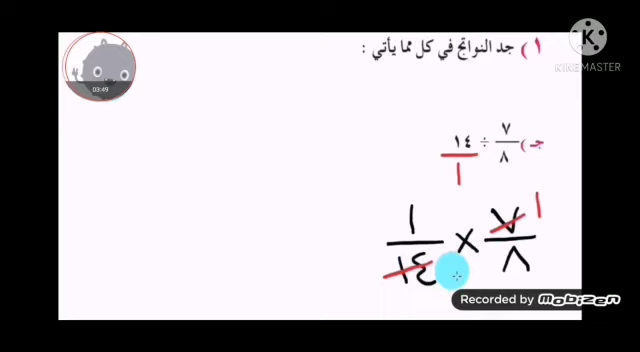 ١) جد النواتج في كل مما يأتي :
K
KINEMASTER
03:49
جـ) ٧/٨ ÷ ١٤/١
٧/٨ × ١/١٤
١
Recorded by mobizen